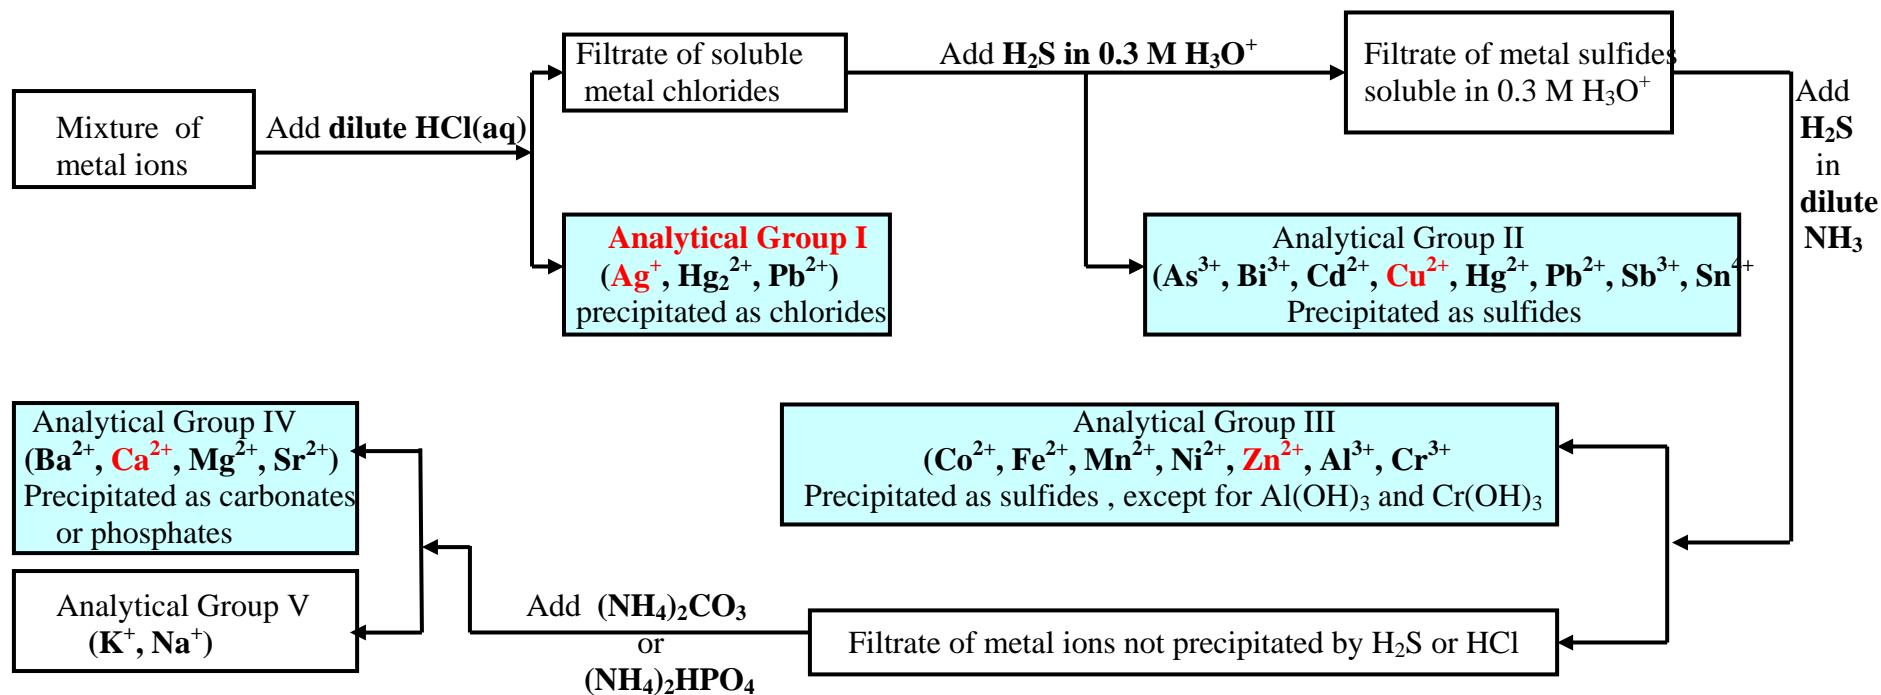 Mixture of
metal ions
Add dilute HCl(aq)
Filtrate of soluble
metal chlorides
Add H₂S in 0.3 M H₃O⁺
Filtrate of metal sulfides
soluble in 0.3 M H₃O⁺
Add
H₂S
in
dilute
NH₃
Analytical Group I
(Ag⁺, Hg₂²⁺, Pb²⁺)
precipitated as chlorides
Analytical Group II
(As³⁺, Bi³⁺, Cd²⁺, Cu²⁺, Hg²⁺, Pb²⁺, Sb³⁺, Sn⁴⁺
Precipitated as sulfides
Analytical Group IV
(Ba²⁺, Ca²⁺, Mg²⁺, Sr²⁺)
Precipitated as carbonates
or phosphates
Analytical Group III
(Co²⁺, Fe²⁺, Mn²⁺, Ni²⁺, Zn²⁺, Al³⁺, Cr³⁺
Precipitated as sulfides , except for Al(OH)₃ and Cr(OH)₃
Analytical Group V
(K⁺, Na⁺)
Add (NH₄)₂CO₃
or
(NH₄)₂HPO₄
Filtrate of metal ions not precipitated by H₂S or HCl